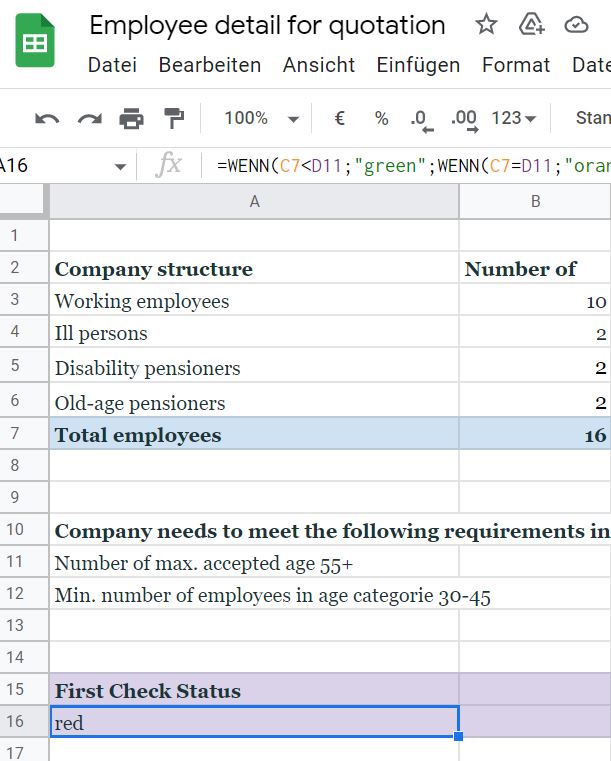 Employee detail for quotation
Datei Bearbeiten Ansicht Einfügen Format Date
100% € % .0 .00 123 Stan
A16 fx =WENN(C7<D11;"green";WENN(C7=D11;"oran
A B
1
2 Company structure Number of
3 Working employees 10
4 Ill persons 2
5 Disability pensioners 2
6 Old-age pensioners 2
7 Total employees 16
8
9
10 Company needs to meet the following requirements in
11 Number of max. accepted age 55+
12 Min. number of employees in age categorie 30-45
13
14
15 First Check Status
16 red
17